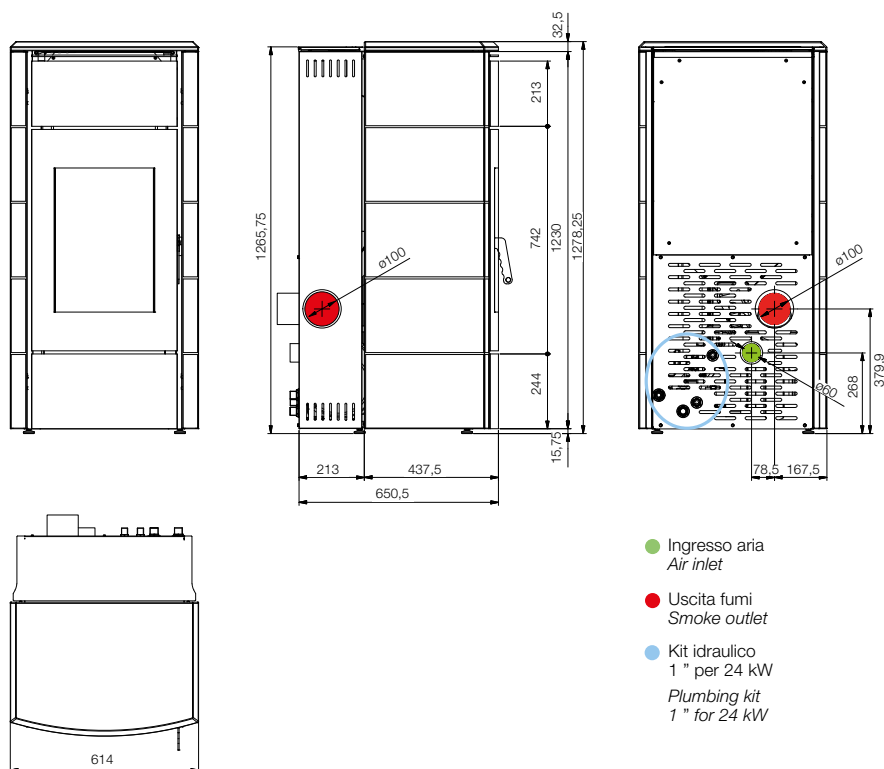 32,5
213
742
244
15,75
1230
1278,25
1265,75
ø100
213
437,5
650,5
ø100
ø60
268
379,9
78,5
167,5
614
Ingresso aria
Air inlet
Uscita fumi
Smoke outlet
Kit idraulico
1 ” per 24 kW
Plumbing kit
1 ” for 24 kW